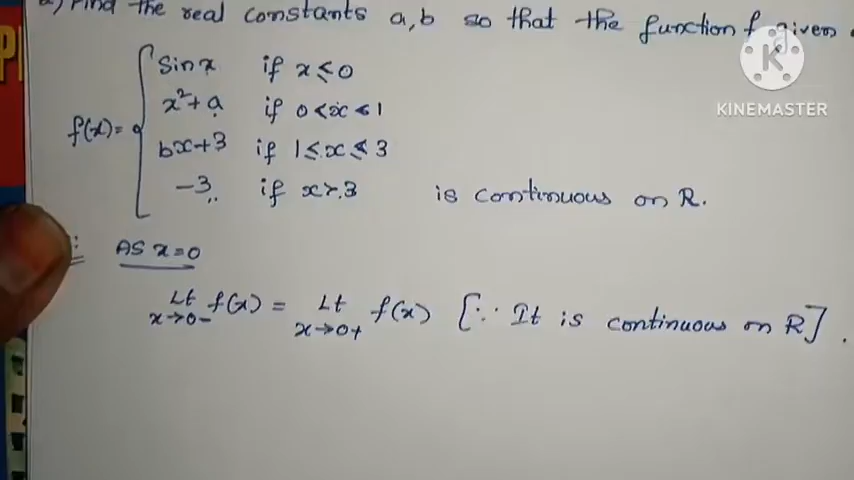 a) Find the real constants a,b so that the function f given
K
KINEMASTER
f(x)= sin x if x ≤ 0
x²+a if 0<x<1
bx+3 if 1≤x≤3
-3 if x>3 is continuous on R.
As x=0
Lt x→0- f(x) = Lt x→0+ f(x) [∵ It is continuous on R].